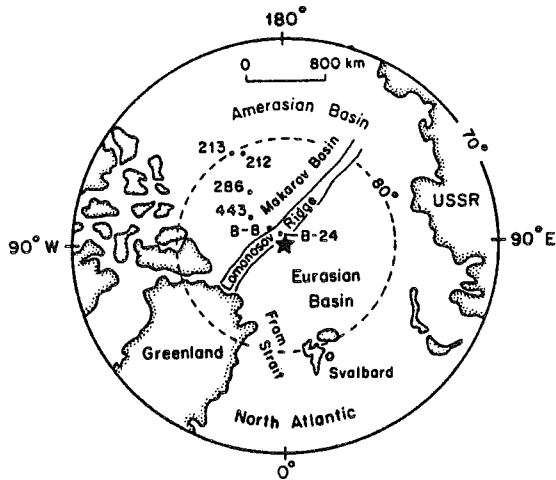 180°
0 800 km
Amerasian Basin
70°
213
212
Makarov Basin
80°
286
USSR
443
B-8
Lomonosov Ridge
B-24
90° W
90° E
Eurasian
Basin
Fram
Strait
Greenland
Svalbard
North Atlantic
0°